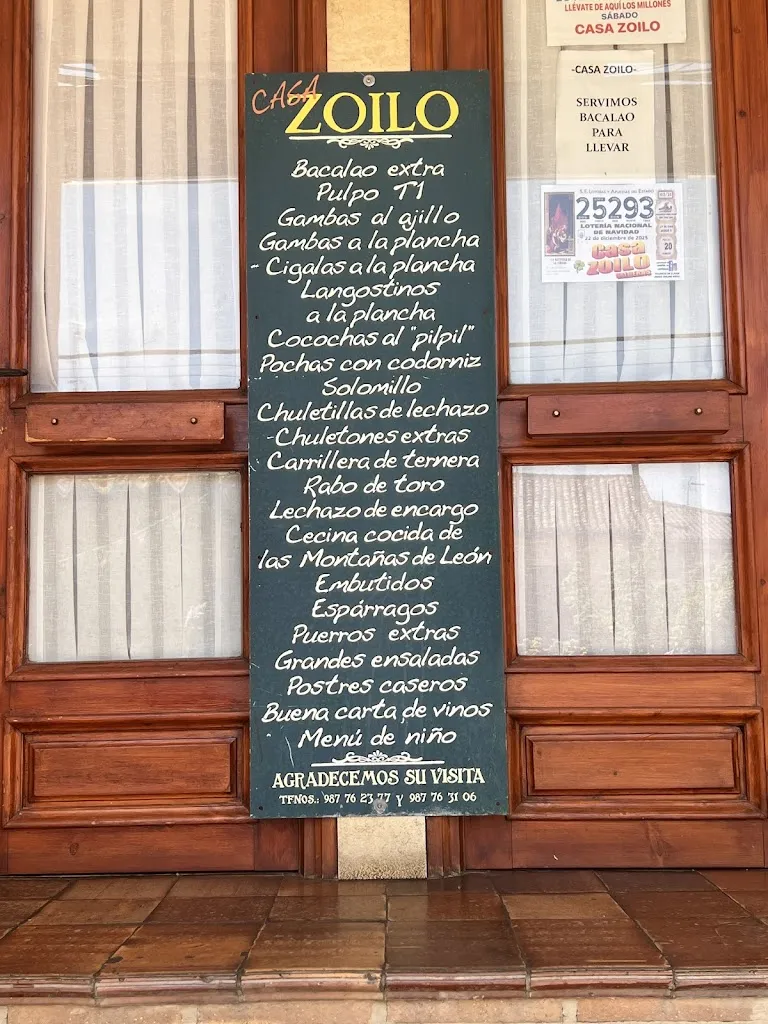 LLÉVATE DE AQUÍ LOS MILLONES
SÁBADO
CASA ZOILO
-CASA ZOILO-
SERVIMOS
BACALAO
PARA
LLEVAR
25293
LOTERÍA NACIONAL
DE NAVIDAD
22 de diciembre de 2025
Casa
ZOILO
20
CASA
ZOILO
Bacalao extra
Pulpo T1
Gambas al ajillo
Gambas a la plancha
- Cigalas a la plancha
Langostinos
a la plancha
Cocochas al "pilpil"
Pochas con codorniz
Solomillo
Chuletillas de lechazo
- Chuletones extras
Carrillera de ternera
Rabo de toro
Lechazo de encargo
Cecina cocida de
las Montañas de León
Embutidos
Espárragos
Puerros extras
Grandes ensaladas
Postres caseros
Buena carta de vinos
Menú de niño
AGRADECEMOS SU VISITA
TFNOS.: 987 76 23 77 Y 987 76 31 06